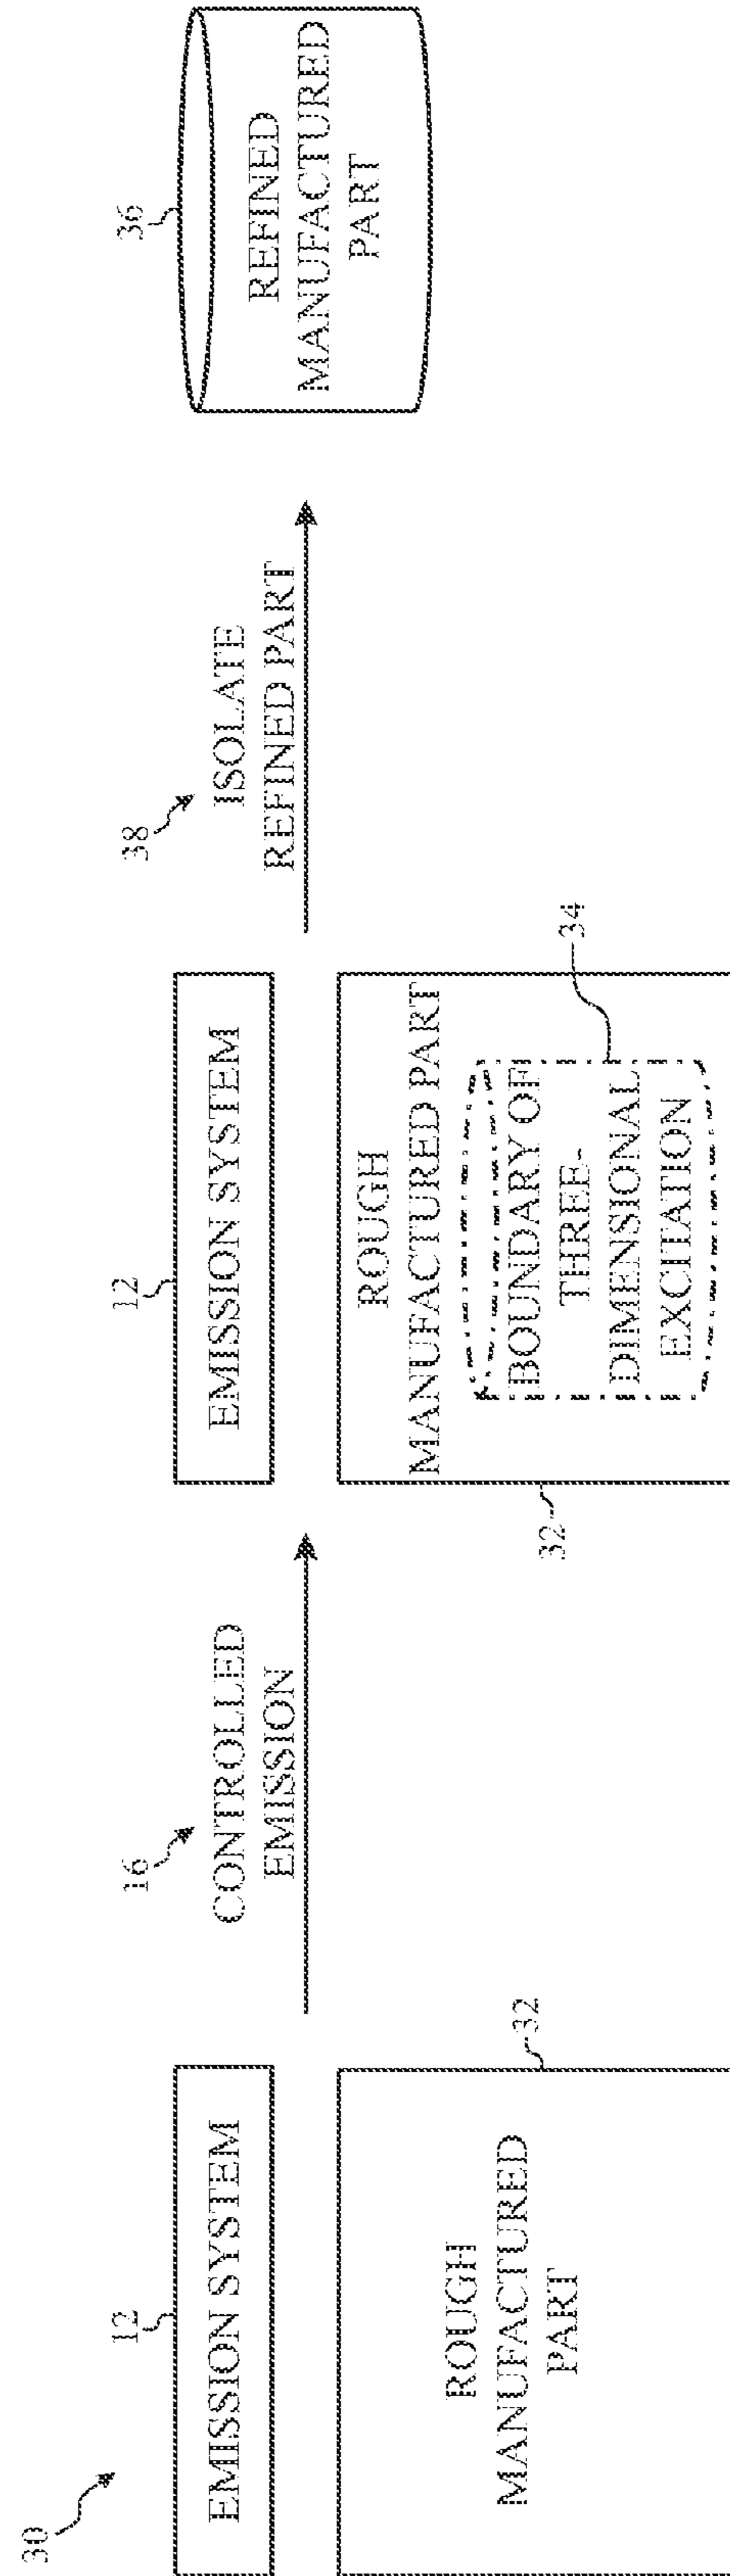 30
12
EMISSION SYSTEM
ROUGH
MANUFACTURED
PART
32
16
CONTROLLED
EMISSION
12
EMISSION SYSTEM
32
ROUGH
MANUFACTURED PART
BOUNDARY OF
THREE-
DIMENSIONAL
EXCITATION
34
38
ISOLATE
REFINED PART
36
REFINED
MANUFACTURED
PART